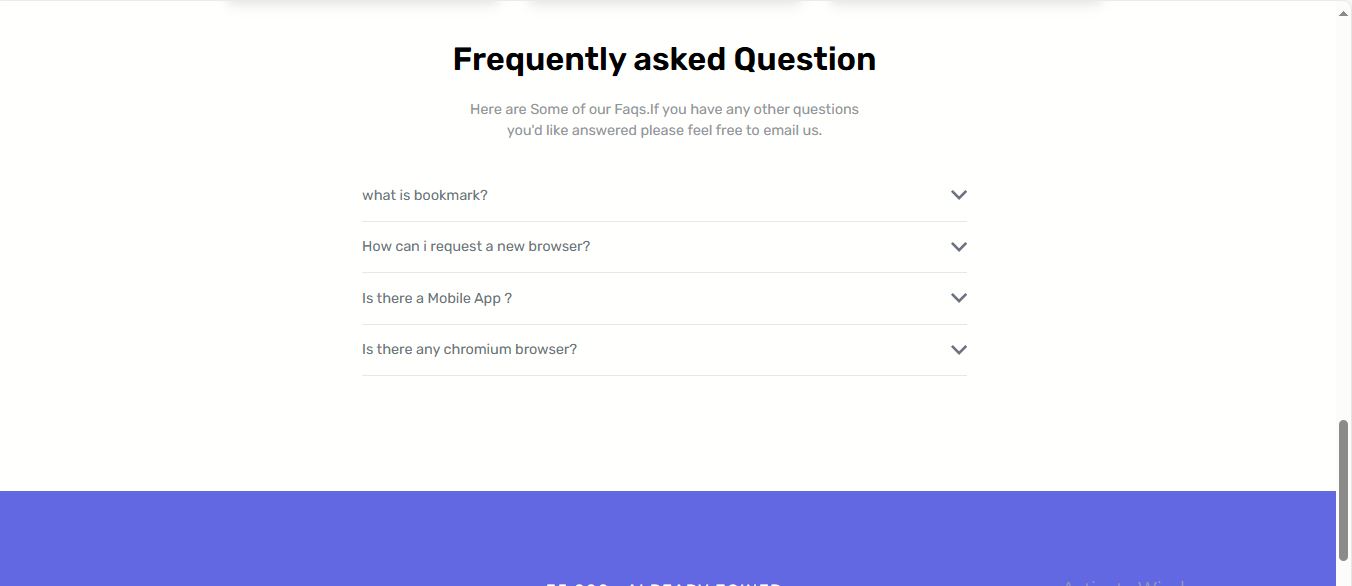 Frequently asked Question
Here are Some of our Faqs.If you have any other questions
you'd like answered please feel free to email us.
what is bookmark?
How can i request a new browser?
Is there a Mobile App ?
Is there any chromium browser?